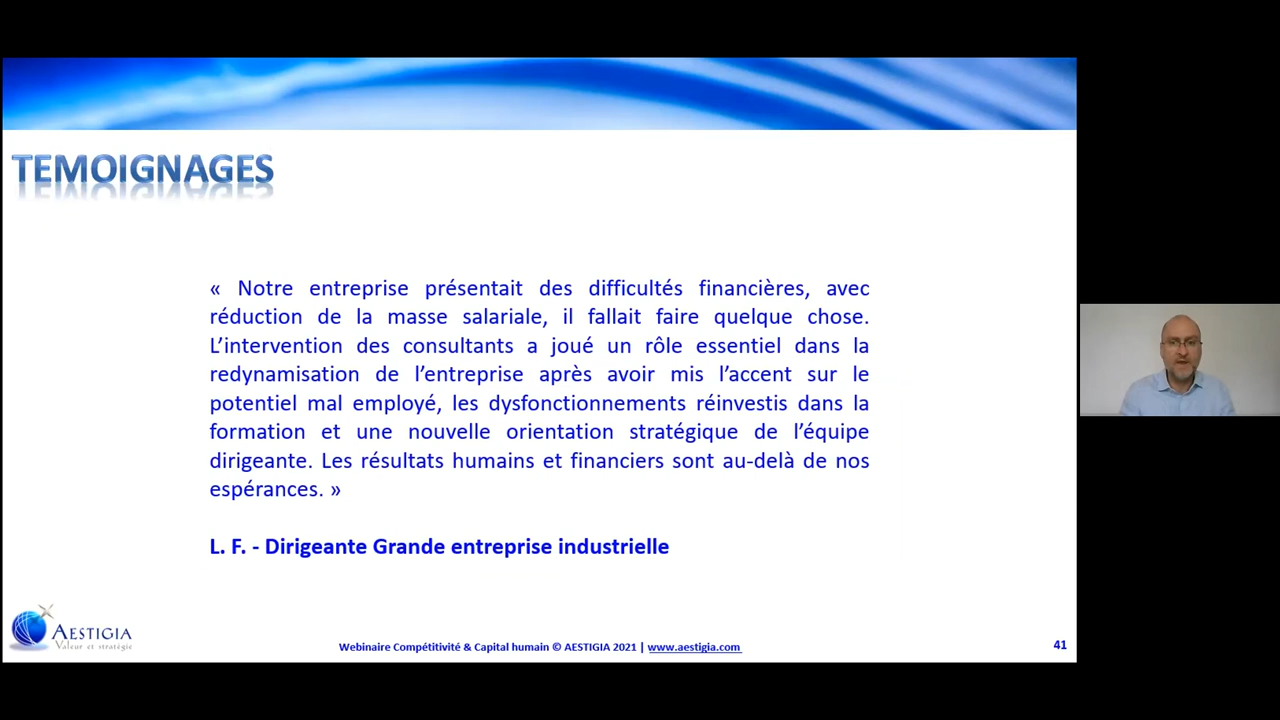 TEMOIGNAGES
« Notre entreprise présentait des difficultés financières, avec
réduction de la masse salariale, il fallait faire quelque chose.
L’intervention des consultants a joué un rôle essentiel dans la
redynamisation de l’entreprise après avoir mis l’accent sur le
potentiel mal employé, les dysfonctionnements réinvestis dans la
formation et une nouvelle orientation stratégique de l’équipe
dirigeante. Les résultats humains et financiers sont au-delà de nos
espérances. »
L. F. - Dirigeante Grande entreprise industrielle
AESTIGIA
Valeur et stratégie
Webinaire Compétitivité & Capital humain © AESTIGIA 2021 | www.aestigia.com
41